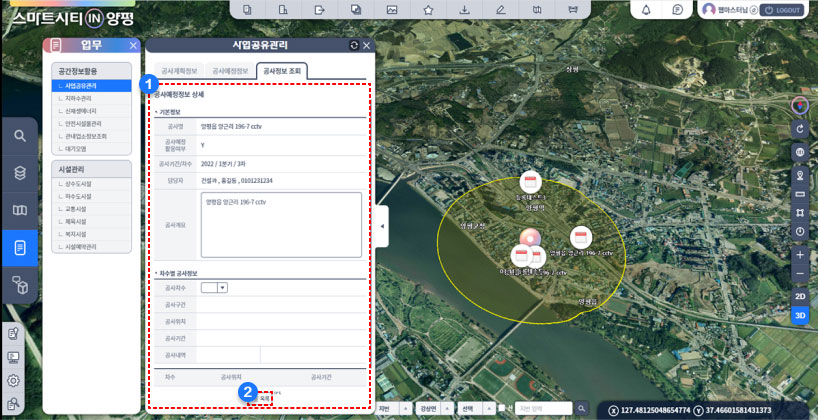 스마트시티 IN 양평
펨마스터님
LOGOUT
업무
공간정보활용
사업공유관리
지하수관리
신재생에너지
안전시설물관리
관내업소정보조회
대기오염
시설관리
상수도시설
하수도시설
교통시설
체육시설
복지시설
시설예약관리
사업공유관리
공사계획정보
공사예정정보
공사정보 조회
1
공사예정정보 상세
기본정보
공사명
양평읍 양근리 196-7 cctv
공사예정
활용여부
Y
공사기간/차수
2022 / 1분기 / 3차
담당자
건설과 , 홍길동 , 0101231234
공사개요
양평읍 양근리 196-7 cctv
차수별 공사정보
공사차수
공사구간
공사위치
공사기간
공사내역
차수
공사위치
공사기간
2
목록
양평역
양평군청
양평읍 양근리 196-7 cctv
양평읍
2D
3D
지번
강상면
선택
산
지번 입력
X 127.48125048654774
Y 37.46601581431373